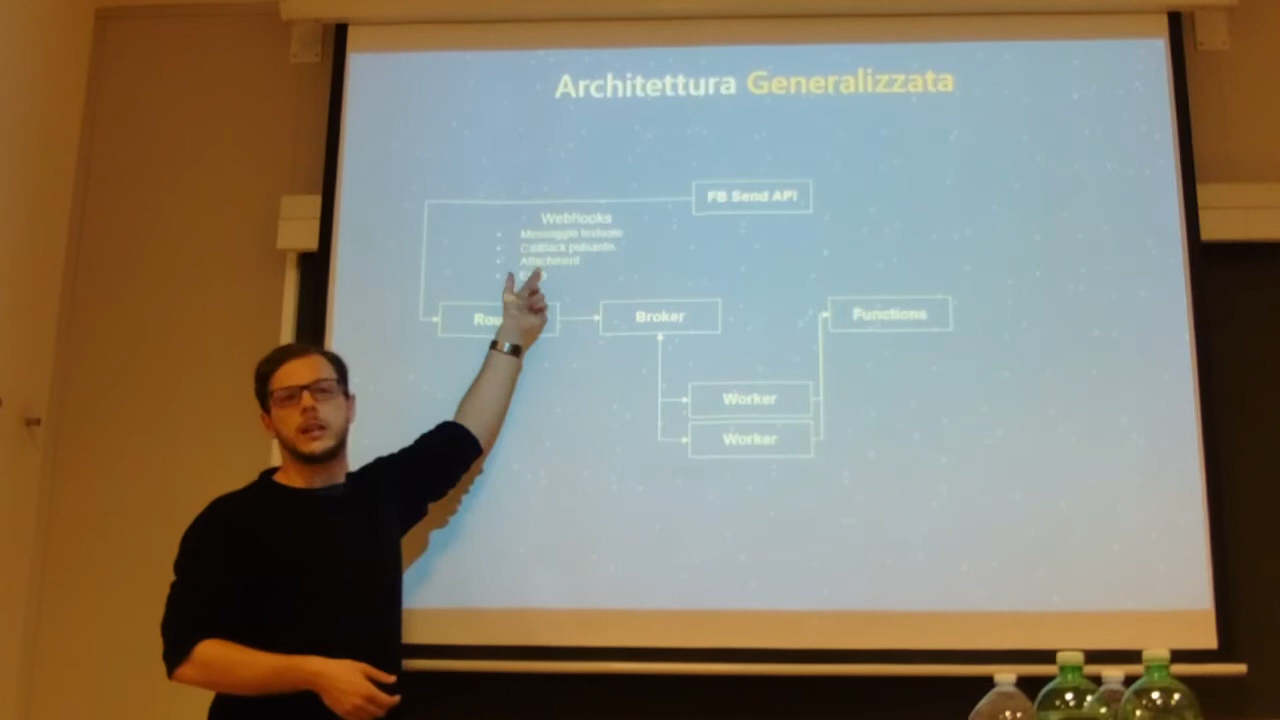 Architettura Generalizzata
FB Send API
Webhooks
Messaggio testuale
Callback pulsante
Attachment
Broker
Functions
Worker
Worker